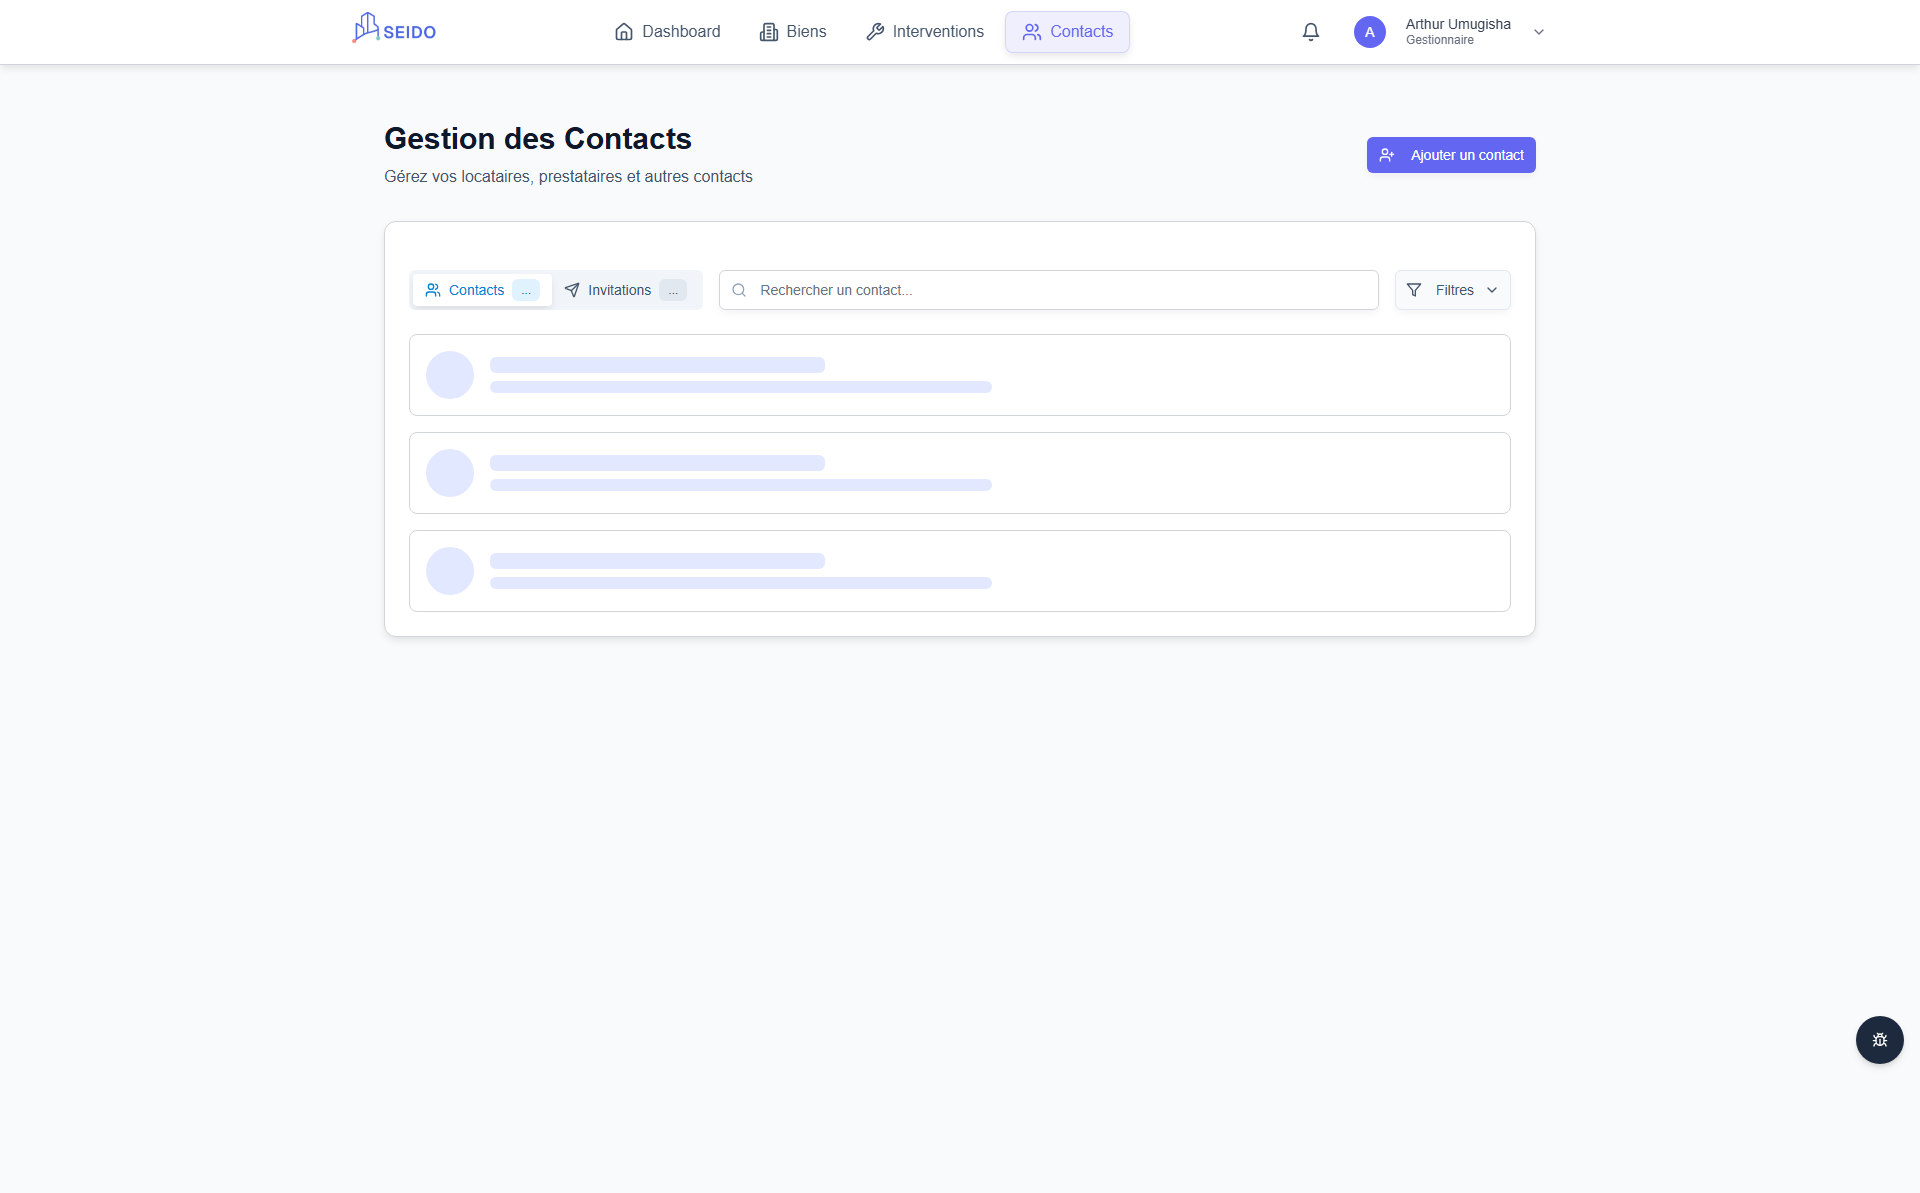 SEIDO
Dashboard
Biens
Interventions
Contacts
A
Arthur Umugisha
Gestionnaire
Gestion des Contacts
Gérez vos locataires, prestataires et autres contacts
Ajouter un contact
Contacts ...
Invitations ...
Rechercher un contact...
Filtres